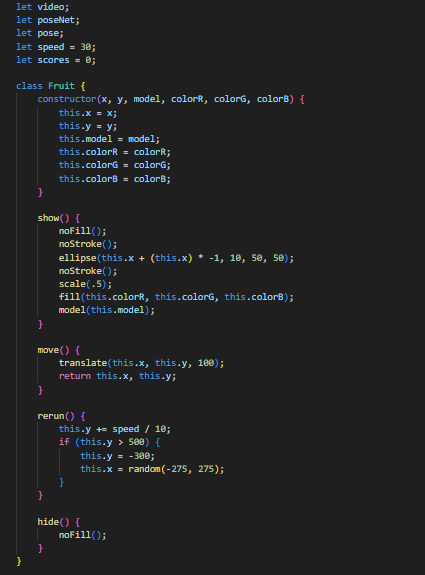 let video;
let poseNet;
let pose;
let speed = 30;
let scores = 0;

class Fruit {
    constructor(x, y, model, colorR, colorG, colorB) {
        this.x = x;
        this.y = y;
        this.model = model;
        this.colorR = colorR;
        this.colorG = colorG;
        this.colorB = colorB;
    }

    show() {
        noFill();
        noStroke();
        ellipse(this.x + (this.x) * -1, 10, 50, 50);
        noStroke();
        scale(.5);
        fill(this.colorR, this.colorG, this.colorB);
        model(this.model);
    }

    move() {
        translate(this.x, this.y, 100);
        return this.x, this.y;
    }

    rerun() {
        this.y += speed / 10;
        if (this.y > 500) {
            this.y = -300;
            this.x = random(-275, 275);
        }
    }

    hide() {
        noFill();
    }
}